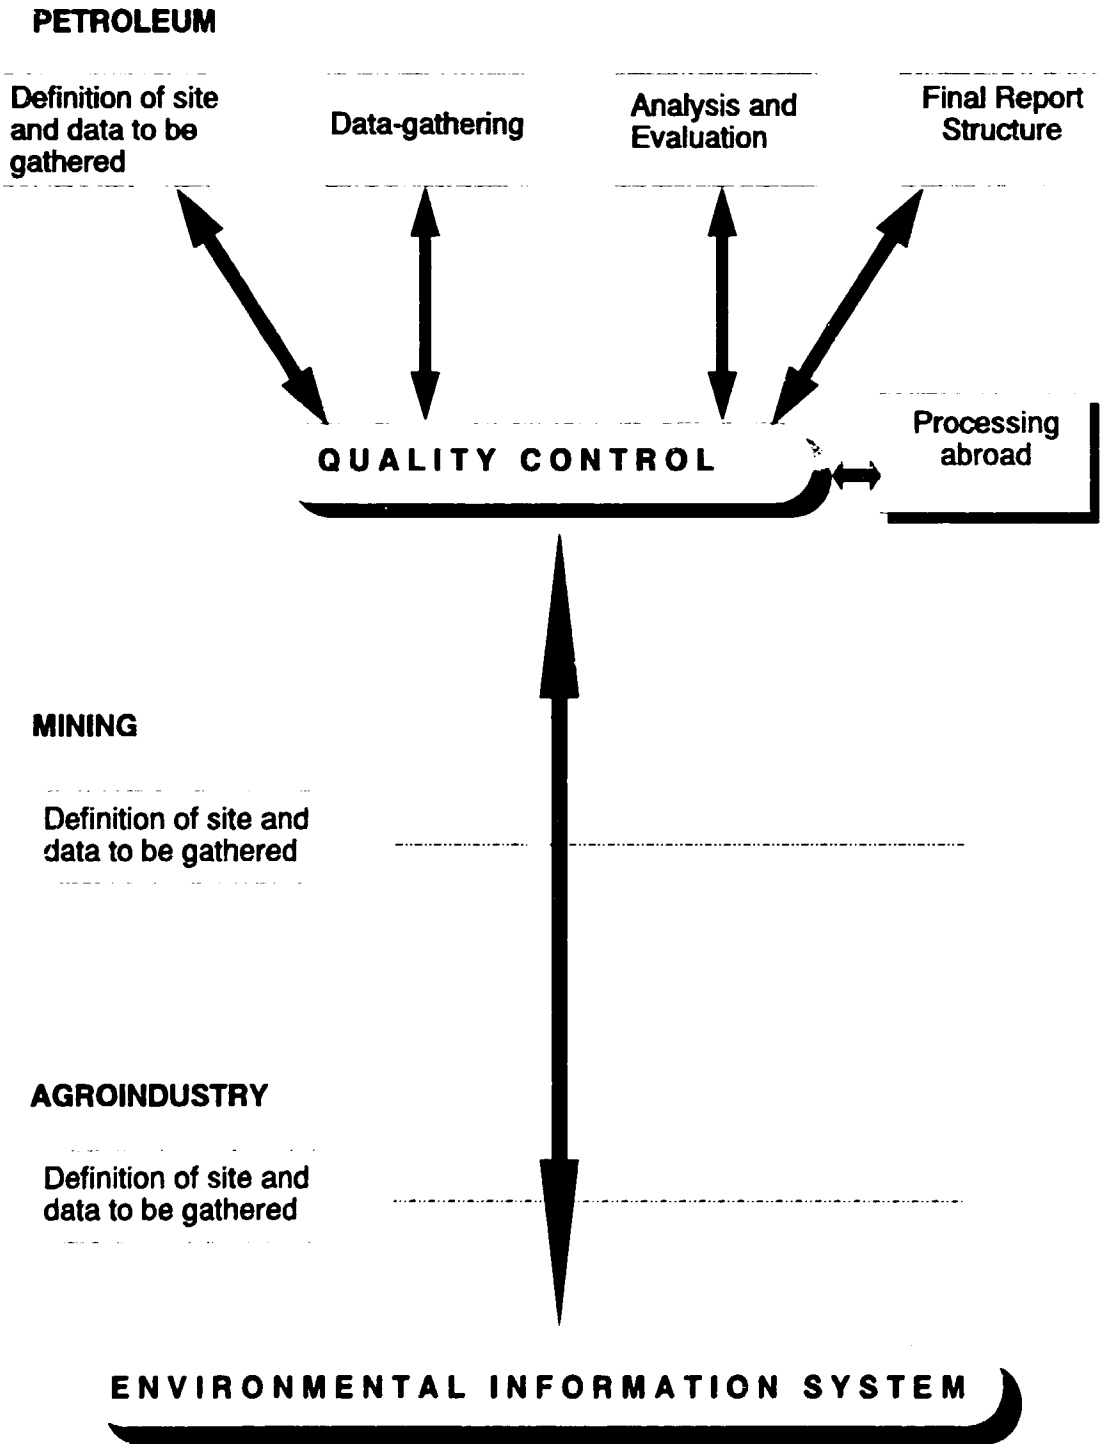 PETROLEUM
Definition of site
and data to be
gathered
Data-gathering
Analysis and
Evaluation
Final Report
Structure
QUALITY CONTROL
Processing
abroad
MINING
Definition of site and
data to be gathered
AGROINDUSTRY
Definition of site and
data to be gathered
ENVIRONMENTAL INFORMATION SYSTEM